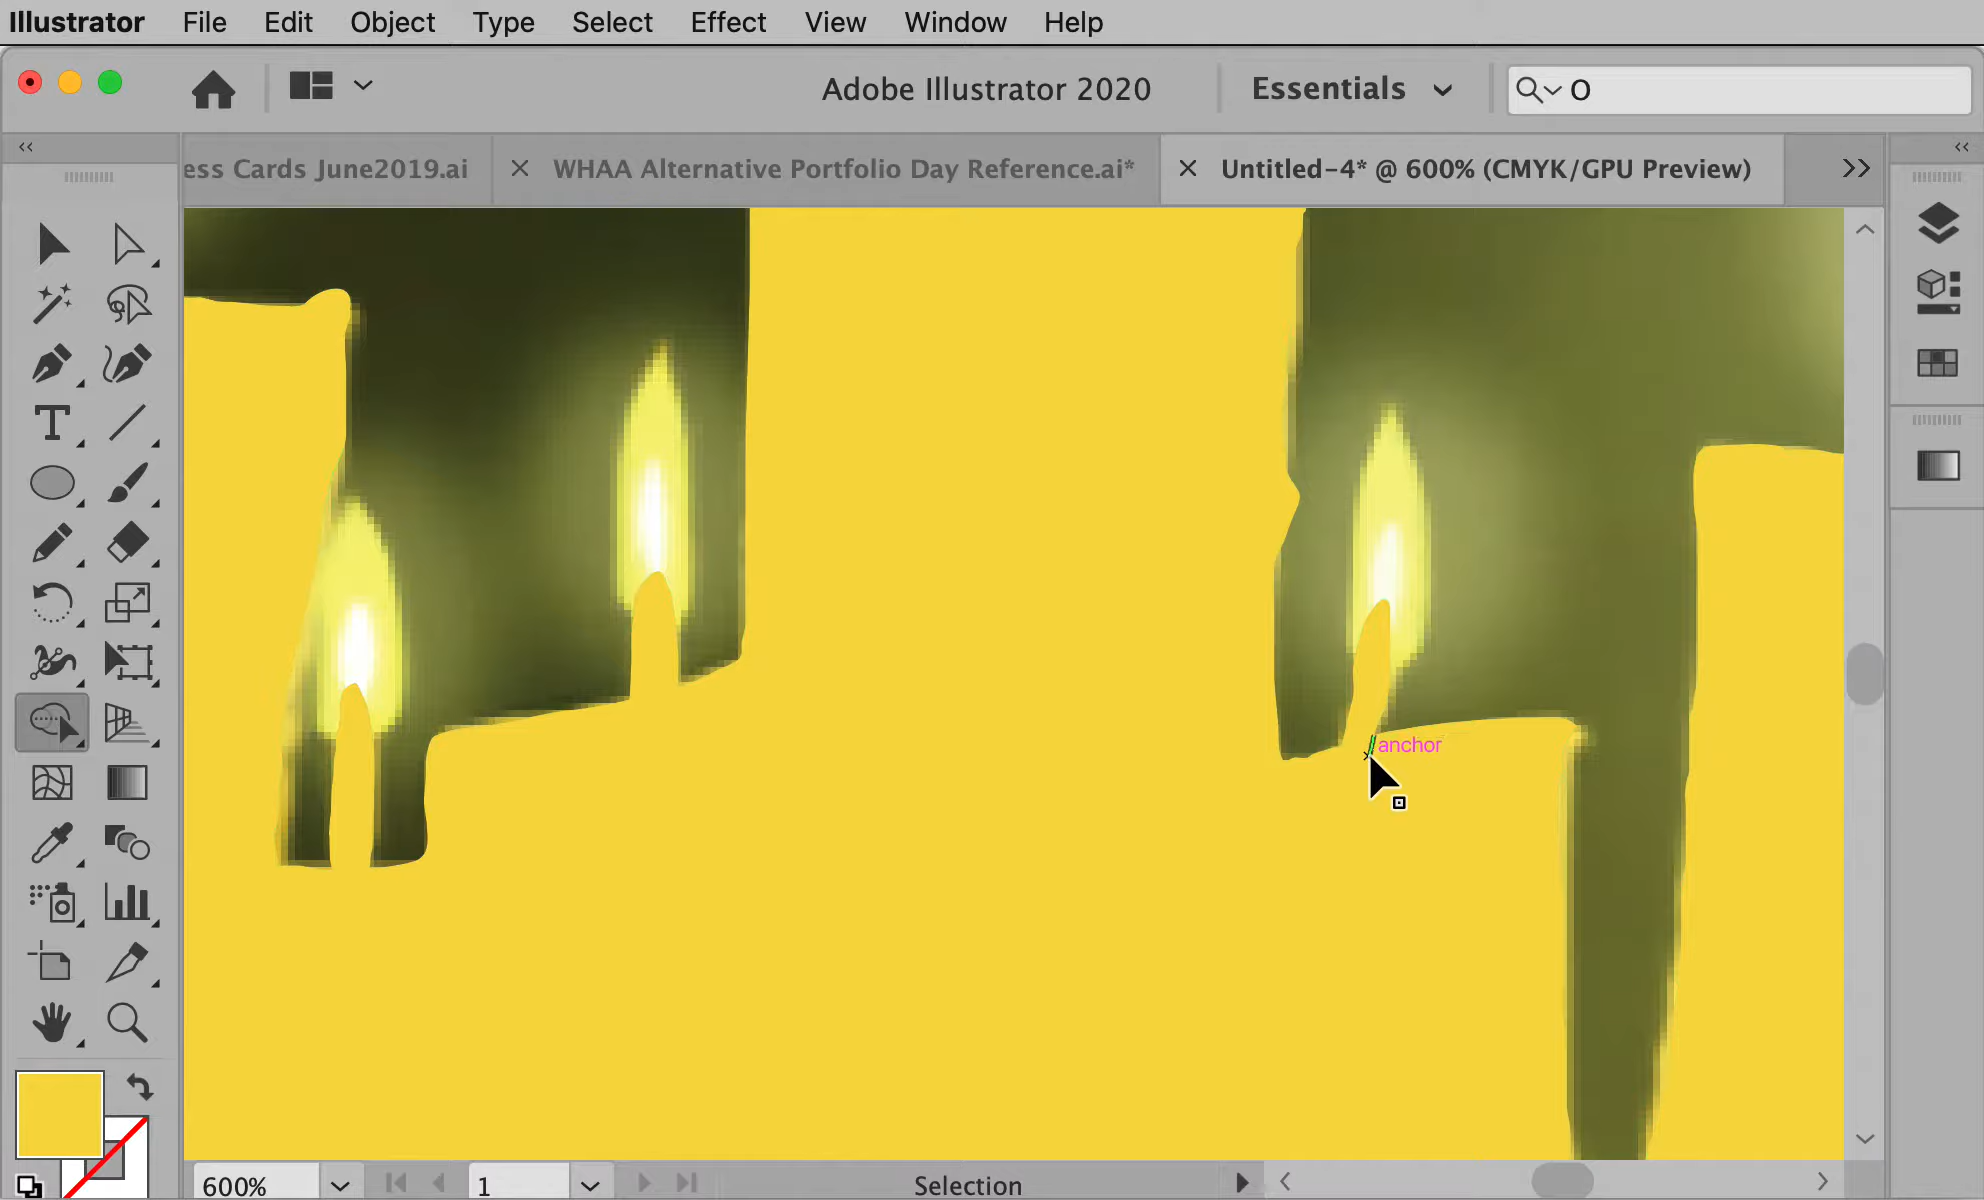 Illustrator File Edit Object Type Select Effect View Window Help
Adobe Illustrator 2020 Essentials O
ess Cards June2019.ai × WHAA Alternative Portfolio Day Reference.ai* × Untitled-4* @ 600% (CMYK/GPU Preview)
anchor
600% 1 Selection